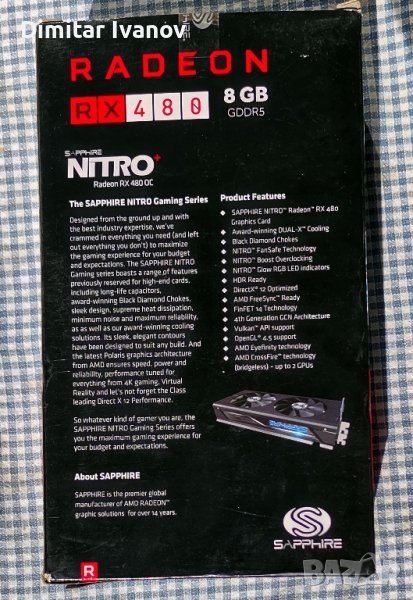 Dimitar Ivanov
RADEON
RX 480
8 GB
GDDR5
SAPPHIRE
NITRO+
Radeon RX 480 OC
The SAPPHIRE NITRO Gaming Series
Designed from the ground up and with
the best industry expertise, we've
crammed in everything you need (and left
out everything you don't) to maximize
the gaming experience for your budget
and expectations. The SAPPHIRE NITRO
Gaming series boasts a range of features
previously reserved for high-end cards,
including long-life capacitors,
award-winning Black Diamond Chokes,
sleek design, supreme heat dissipation,
minimum noise and maximum reliability,
as as well as our award-winning cooling
solutions. Its sleek, elegant contours
have been designed to suit any build. And
the latest Polaris graphics architecture
from AMD ensures speed, power and
reliability, performance tuned for
everything from 4K gaming, Virtual
Reality and let's not forget the Class
leading Direct X 12 Performance.
So whatever kind of gamer you are, the
SAPPHIRE NITRO Gaming Series offers
you the maximum gaming experience for
your budget and expectations.
About SAPPHIRE
SAPPHIRE is the premier global
manufacturer of AMD RADEON™
graphic solutions for over 14 years.
Product Features
SAPPHIRE NITRO™ Radeon™ RX 480
Graphics Card
Award-winning DUAL-X™ Cooling
Black Diamond Chokes
NITRO™ FanSafe Technology
NITRO™ Boost Overclocking
NITRO™ Glow RGB LED indicators
HDR Ready
DirectX® 12 Optimized
AMD FreeSync™ Ready
FinFET 14 Technology
4th Generation GCN Architecture
Vulkan™ API support
OpenGL® 4.5 support
AMD Eyefinity technology
AMD CrossFire™ technology
(bridgeless) - up to 2 GPUs
SAPPHIRE
S
SAPPHIRE
R
bazar